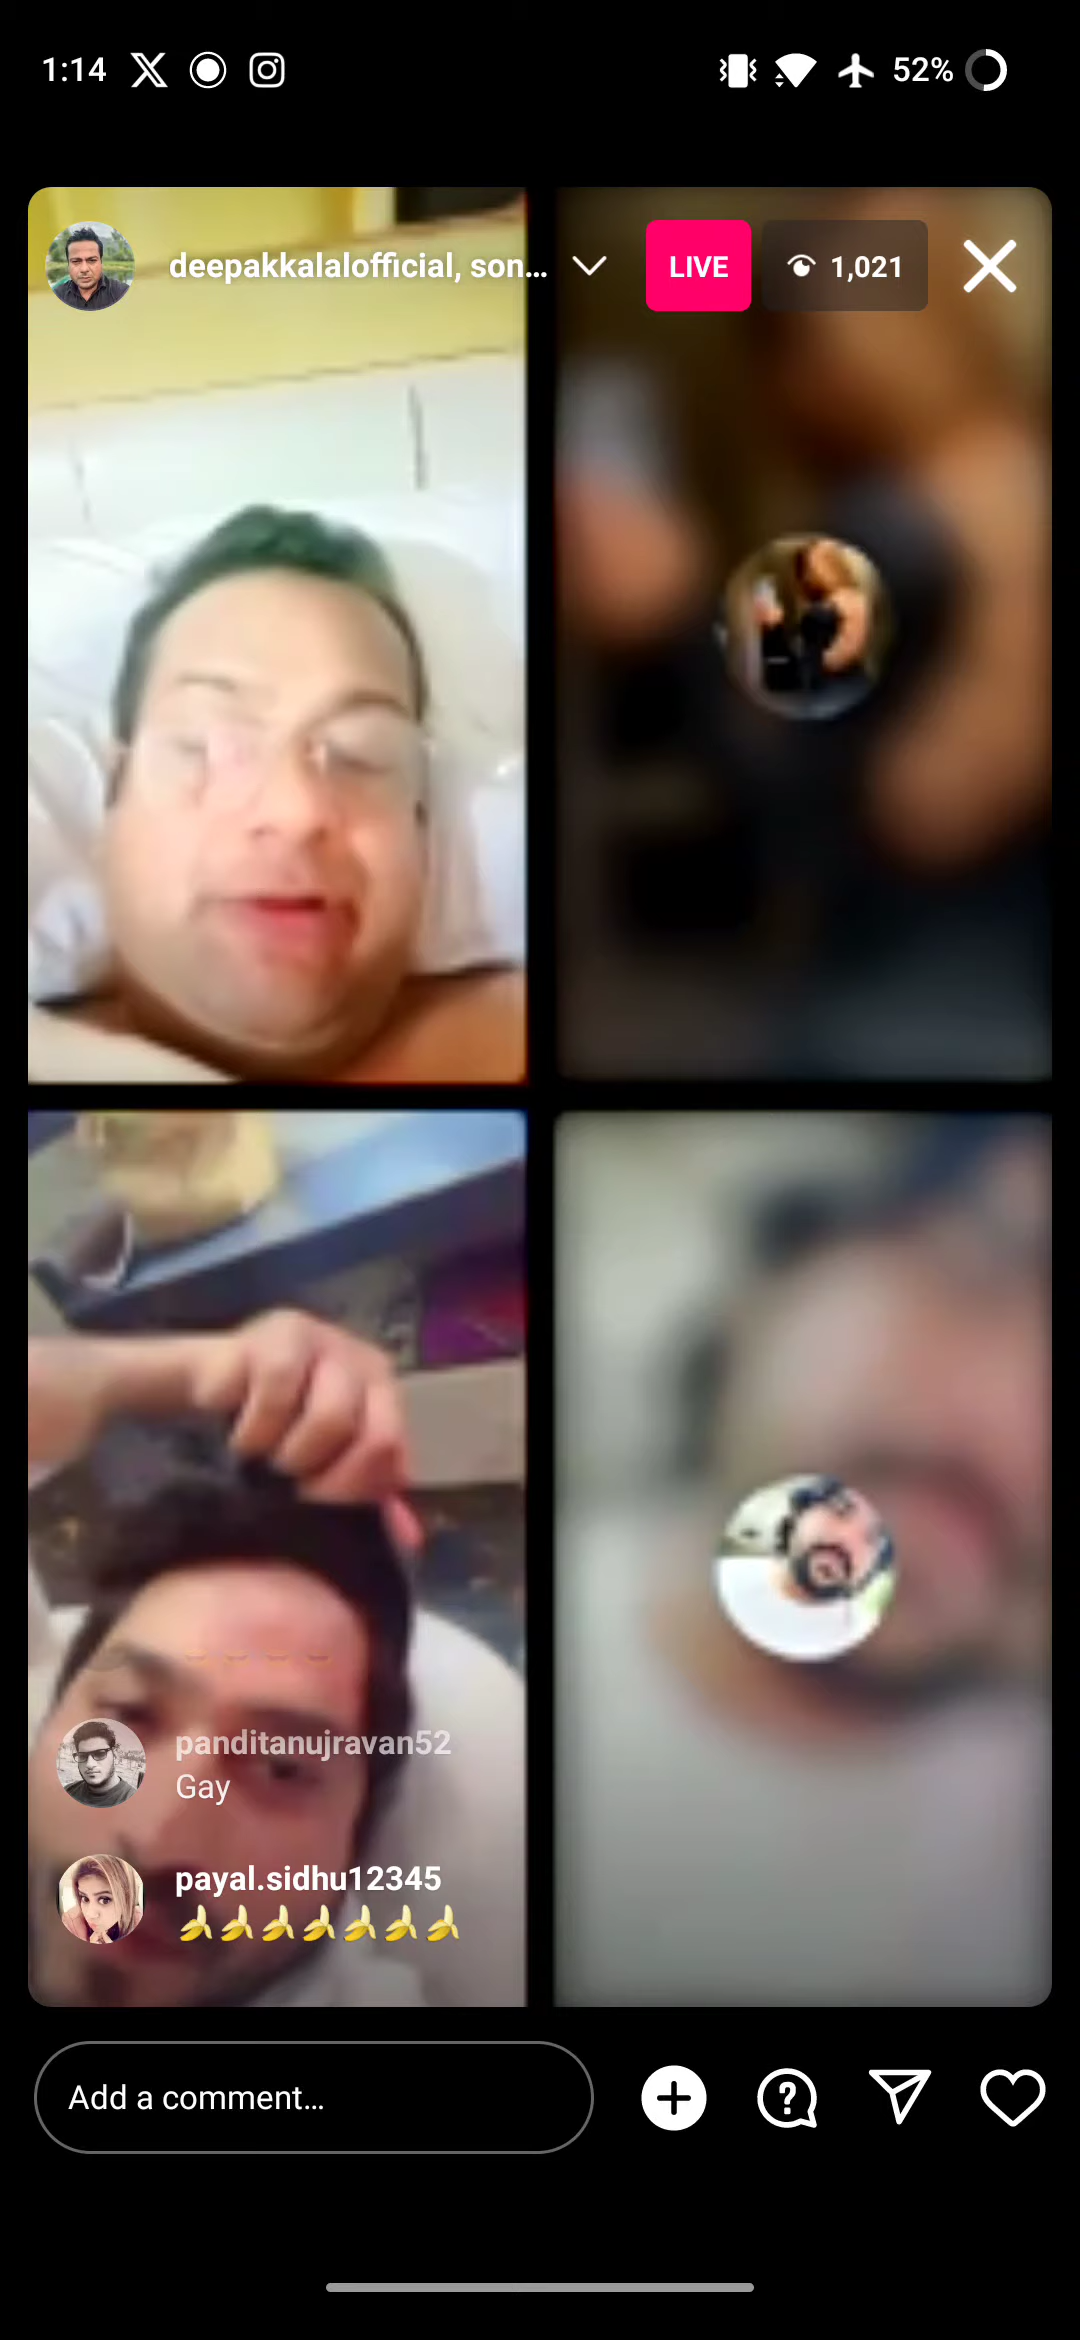 1:14
52%
deepakkalalofficial, son...
LIVE
1,021
panditanujravan52
Gay
payal.sidhu12345
🍌🍌🍌🍌🍌🍌🍌
Add a comment...